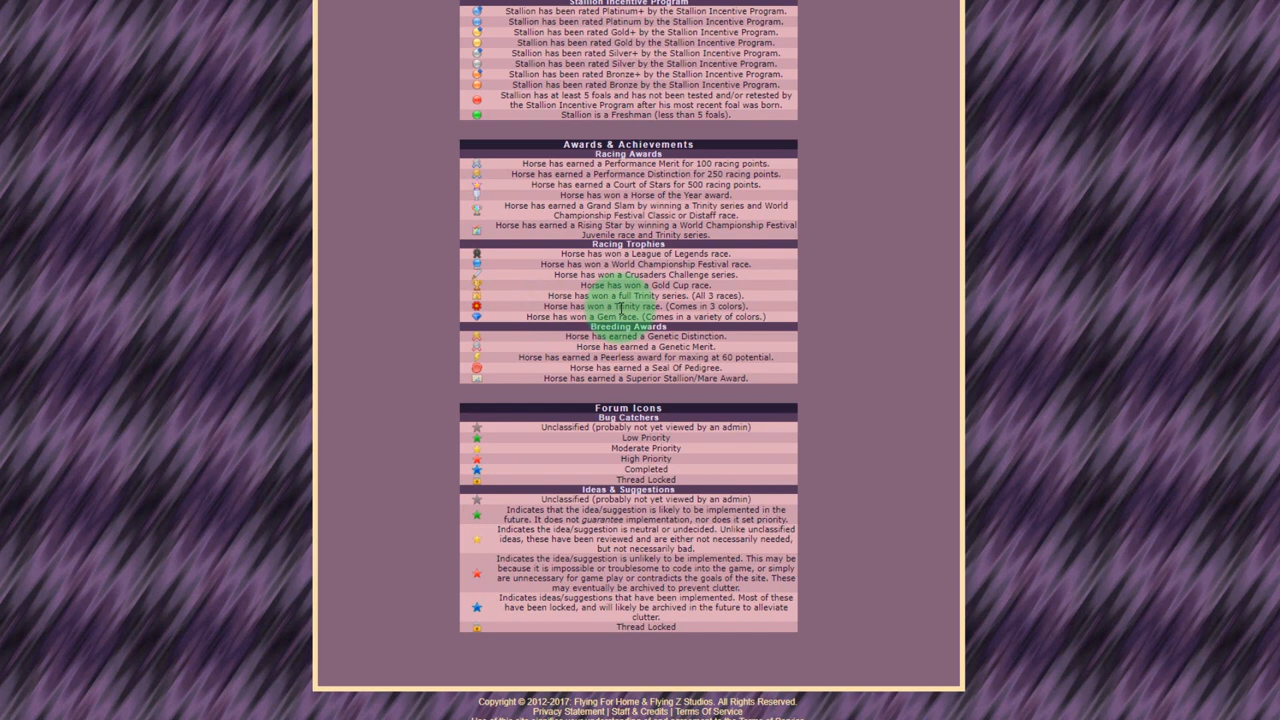 Stallion Incentive Program
Stallion has been rated Platinum+ by the Stallion Incentive Program.
Stallion has been rated Platinum by the Stallion Incentive Program.
Stallion has been rated Gold+ by the Stallion Incentive Program.
Stallion has been rated Gold by the Stallion Incentive Program.
Stallion has been rated Silver+ by the Stallion Incentive Program.
Stallion has been rated Silver by the Stallion Incentive Program.
Stallion has been rated Bronze+ by the Stallion Incentive Program.
Stallion has been rated Bronze by the Stallion Incentive Program.
Stallion has at least 5 foals and has not been tested and/or retested by
the Stallion Incentive Program after his most recent foal was born.
Stallion is a Freshman (less than 5 foals).
Awards & Achievements
Racing Awards
Horse has earned a Performance Merit for 100 racing points.
Horse has earned a Performance Distinction for 250 racing points.
Horse has earned a Court of Stars for 500 racing points.
Horse has won a Horse of the Year award.
Horse has earned a Grand Slam by winning a Trinity series and World
Championship Festival Classic or Distaff race.
Horse has earned a Rising Star by winning a World Championship Festival
Juvenile race and Trinity series.
Racing Trophies
Horse has won a League of Legends race.
Horse has won a World Championship Festival race.
Horse has won a Crusaders Challenge series.
Horse has won a Gold Cup race.
Horse has won a full Trinity series. (All 3 races).
Horse has won a Trinity race. (Comes in 3 colors).
Horse has won a Gem race. (Comes in a variety of colors.)
Breeding Awards
Horse has earned a Genetic Distinction.
Horse has earned a Genetic Merit.
Horse has earned a Peerless award for maxing at 60 potential.
Horse has earned a Seal Of Pedigree.
Horse has earned a Superior Stallion/Mare Award.
Forum Icons
Bug Catchers
Unclassified (probably not yet viewed by an admin)
Low Priority
Moderate Priority
High Priority
Completed
Thread Locked
Ideas & Suggestions
Unclassified (probably not yet viewed by an admin)
Indicates that the idea/suggestion is likely to be implemented in the
future. It does not guarantee implementation, nor does it set priority.
Indicates the idea/suggestion is neutral or undecided. Unlike unclassified
ideas, these have been reviewed and are either not necessarily needed,
but not necessarily bad.
Indicates the idea/suggestion is unlikely to be implemented. This may be
because it is impossible or troublesome to code into the game, or simply
are unnecessary for game play or contradicts the goals of the site. These
may eventually be archived to prevent clutter.
Indicates ideas/suggestions that have been implemented. Most of these
have been locked, and will likely be archived in the future to alleviate
clutter.
Thread Locked
Copyright © 2012-2017: Flying For Home & Flying Z Studios. All Rights Reserved.
Privacy Statement | Staff & Credits | Terms Of Service
Use of this site signifies your understanding of and agreement to the Terms of Service